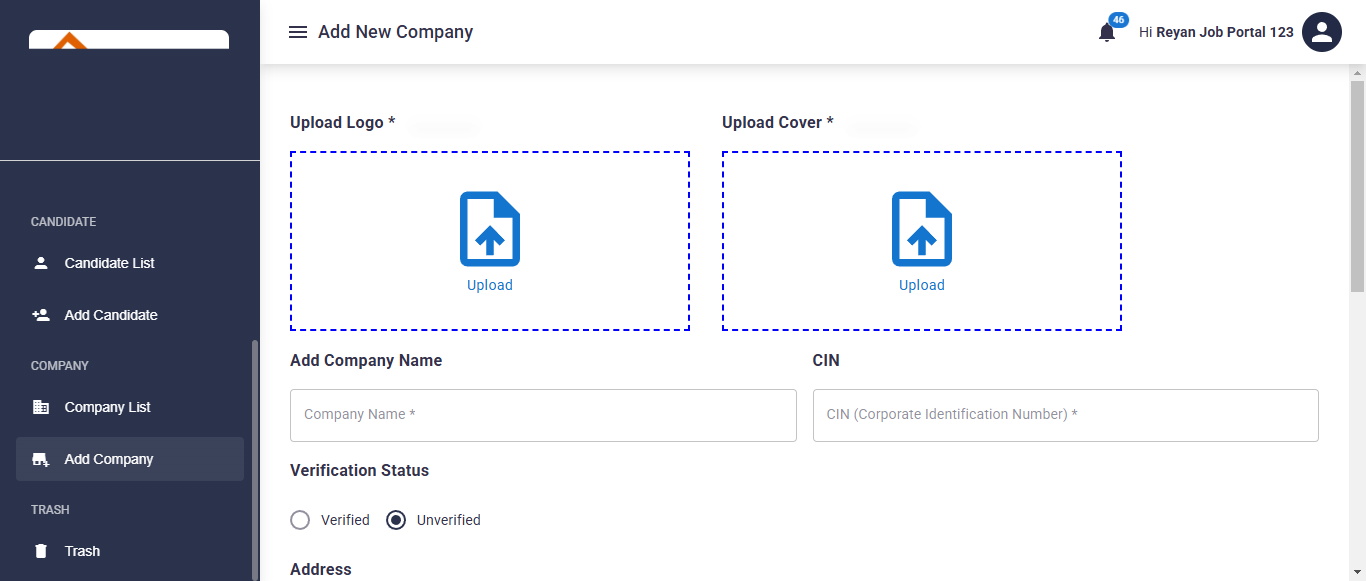 Add New Company
46
Hi Reyan Job Portal 123
CANDIDATE
Candidate List
Add Candidate
COMPANY
Company List
Add Company
TRASH
Trash
Upload Logo *
Upload Cover *
Upload
Upload
Add Company Name
CIN
Company Name *
CIN (Corporate Identification Number) *
Verification Status
Verified
Unverified
Address